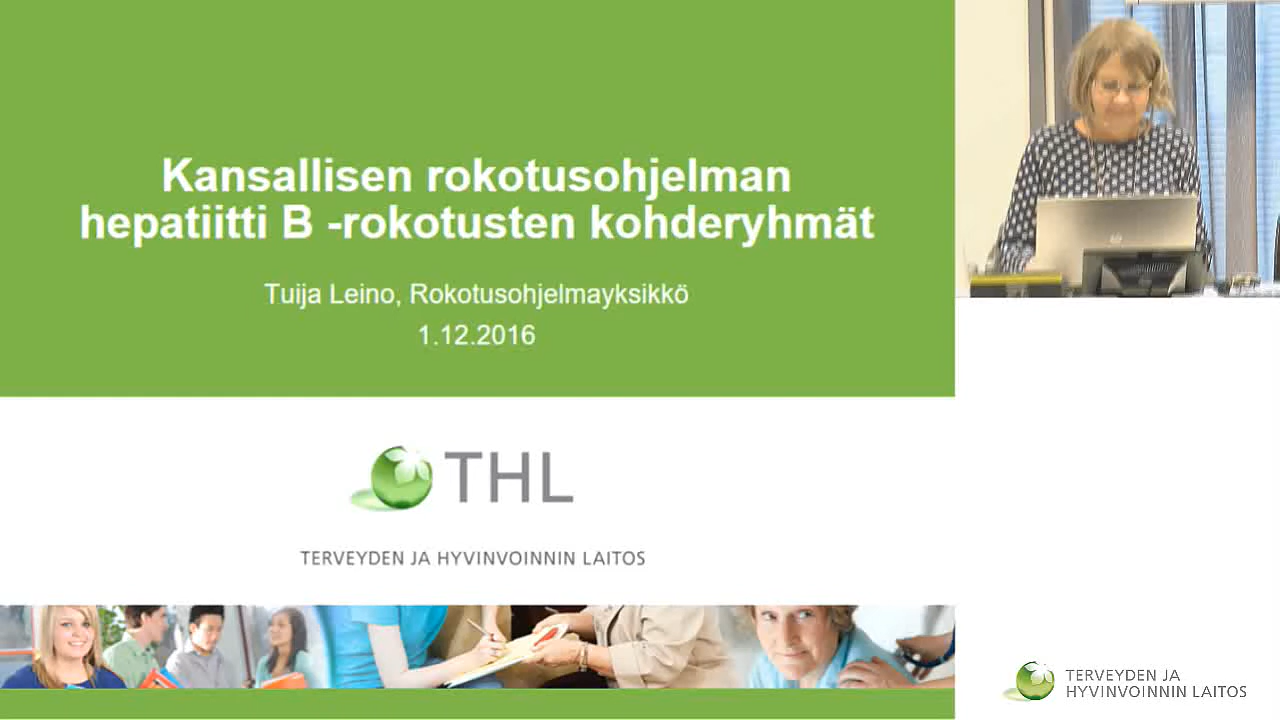 Kansallisen rokotusohjelman
hepatiitti B -rokotusten kohderyhmät
Tuija Leino, Rokotusohjelmayksikkö
1.12.2016
THL
TERVEYDEN JA HYVINVOINNIN LAITOS
TERVEYDEN JA
HYVINVOINNIN LAITOS